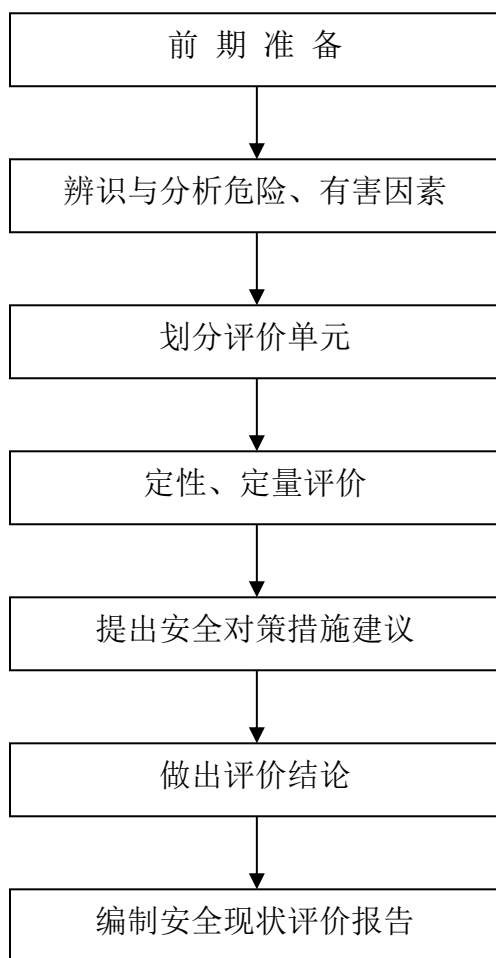 前 期 准 备
辨识与分析危险、有害因素
划分评价单元
定性、定量评价
提出安全对策措施建议
做出评价结论
编制安全现状评价报告